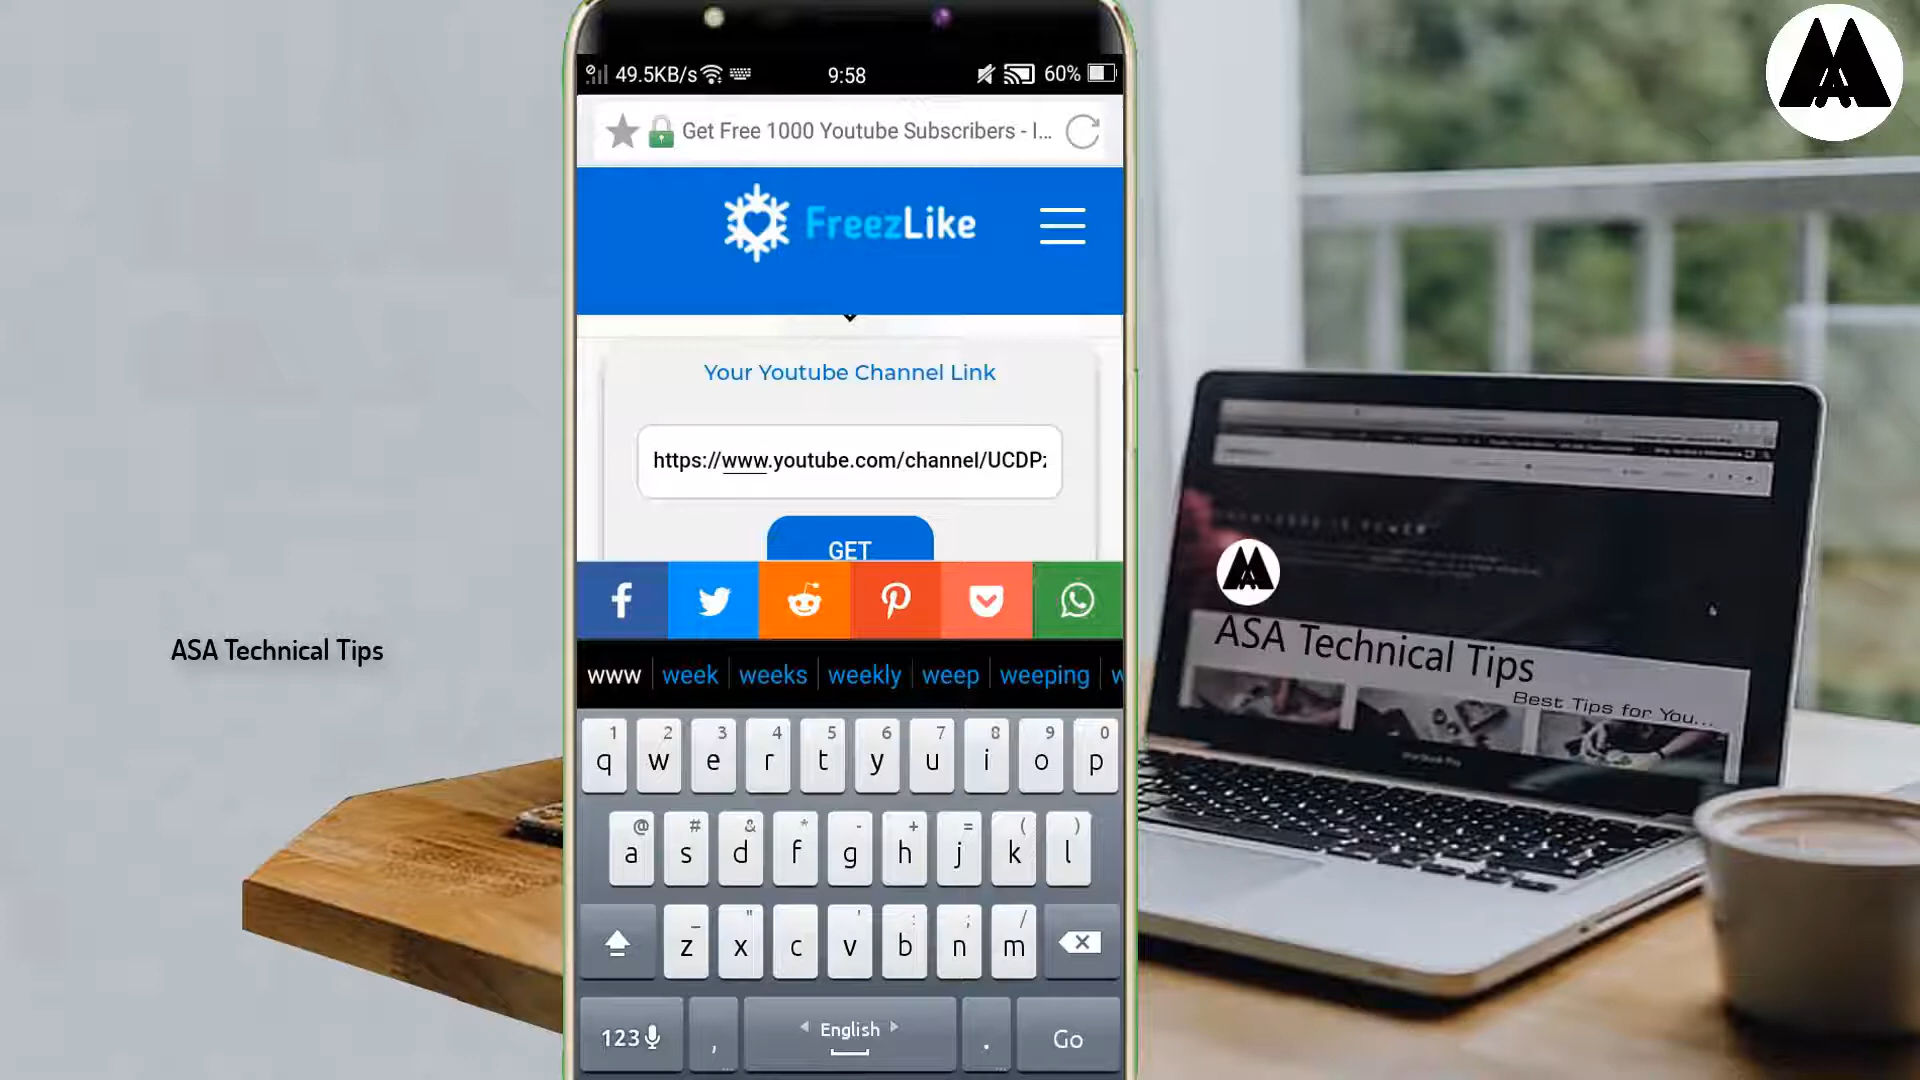 49.5KB/s 9:58 60%
Get Free 1000 Youtube Subscribers - I...
FreezLike
Your Youtube Channel Link
https://www.youtube.com/channel/UCDPz
GET
www week weeks weekly weep weeping w
1 2 3 4 5 6 7 8 9 0
q w e r t y u i o p
@ # & * - + = ( )
a s d f g h j k l
_ " ' : ; /
z x c v b n m
123 , English . Go
ASA Technical Tips
ASA Technical Tips
Best Tips for You...